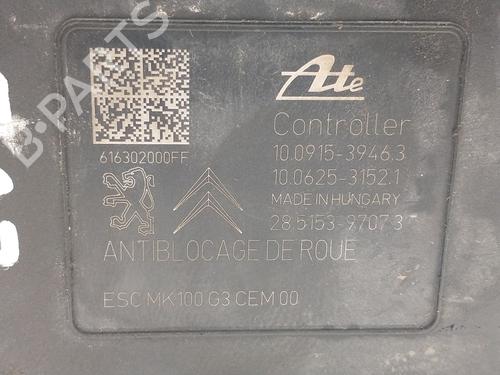 B-PARTS
Ate
Controller
616302000FF
10.0915-3946.3
10.0625-3152.1
MADE IN HUNGARY
28.5153-9707.3
ANTIBLOCAGE DE ROUE
ESC MK100 G3 CEM 00